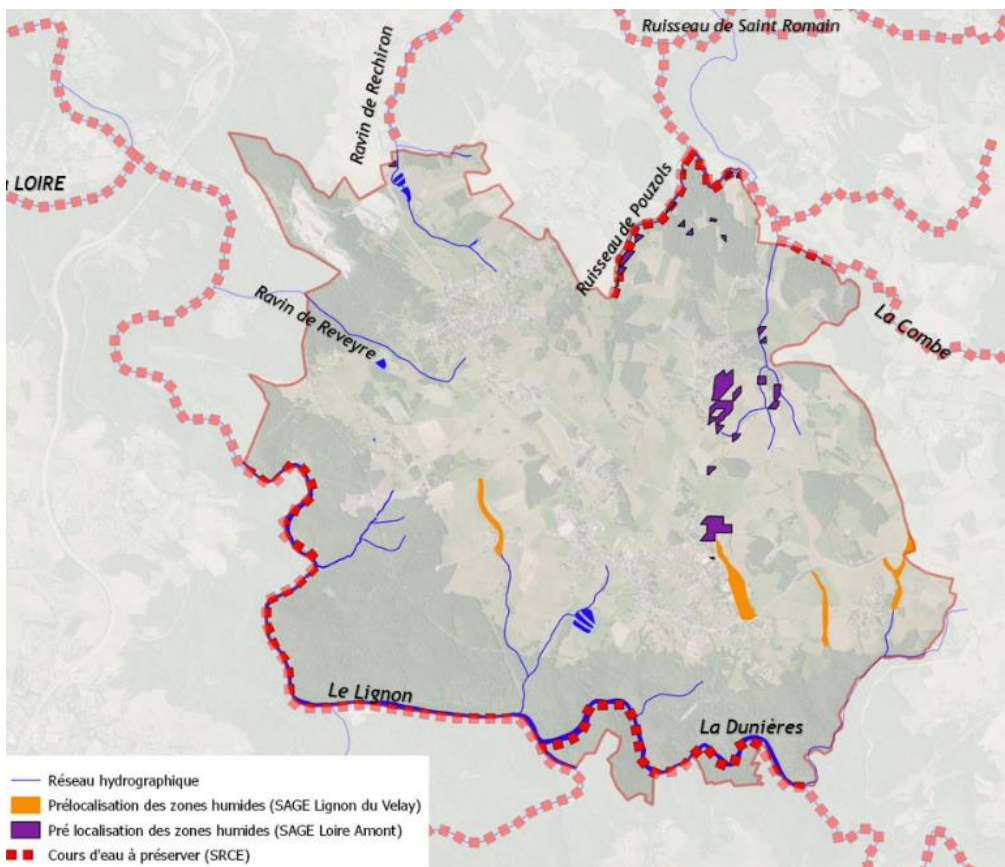 Ruisseau de Saint Romain
Ravin de Rechiron
LOIRE
Ruisseau de Pouzols
Ravin de Reveyre
La Combe
Le Lignon
La Dunières
Réseau hydrographique
Prélocalisation des zones humides (SAGE Lignon du Velay)
Pré localisation des zones humides (SAGE Loire Amont)
Cours d'eau à préserver (SRCE)